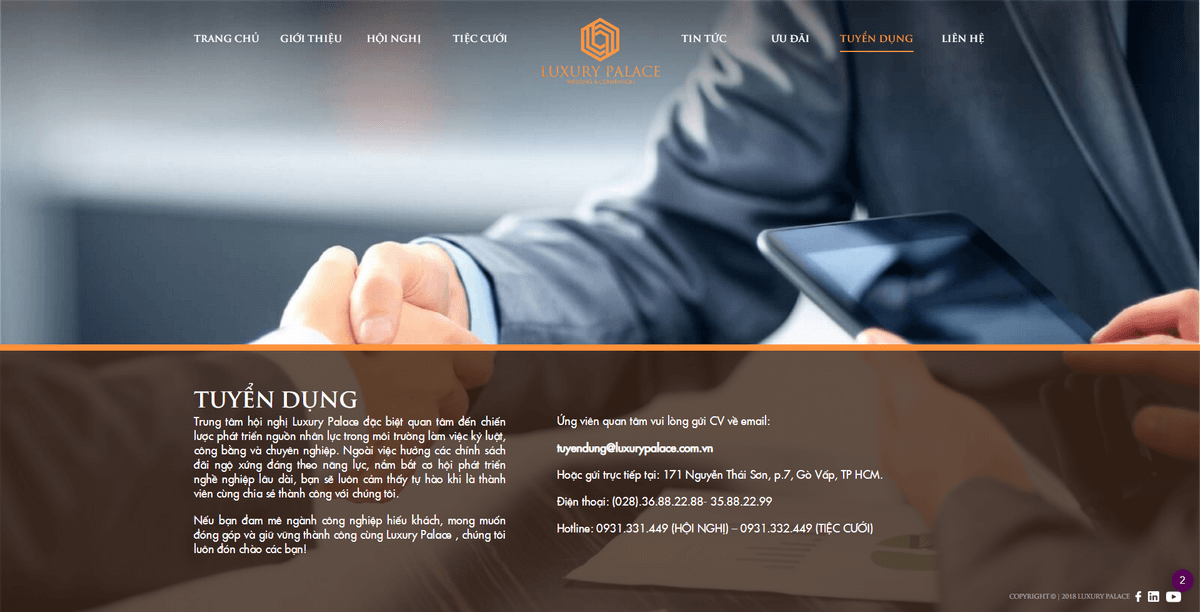 TRANG CHỦ GIỚI THIỆU HỘI NGHỊ TIỆC CƯỚI TIN TỨC ƯU ĐÃI TUYỂN DỤNG LIÊN HỆ
LUXURY PALACE
TUYỂN DỤNG
Trung tâm hội nghị Luxury Palace đặc biệt quan tâm đến chiến
lược phát triển nguồn nhân lực trong môi trường làm việc kỷ luật,
công bằng và chuyên nghiệp. Ngoài việc hưởng các chính sách
đãi ngộ xứng đáng theo năng lực, nắm bắt cơ hội phát triển
nghề nghiệp lâu dài, bạn sẽ luôn cảm thấy tự hào khi là thành
viên cùng chia sẻ thành công với chúng tôi.
Nếu bạn đam mê ngành công nghiệp hiếu khách, mong muốn
đóng góp và giữ vững thành công cùng Luxury Palace , chúng tôi
luôn đón chào các bạn!
Ứng viên quan tâm vui lòng gửi CV về email:
tuyendung@luxurypalace.com.vn
Hoặc gửi trực tiếp tại: 171 Nguyễn Thái Sơn, p.7, Gò Vấp, TP HCM.
Điện thoại: (028).36.88.22.88- 35.88.22.99
Hotline: 0931.331.449 (HỘI NGHỊ) – 0931.332.449 (TIỆC CƯỚI)
2
COPYRIGHT © | 2018 LUXURY PALACE